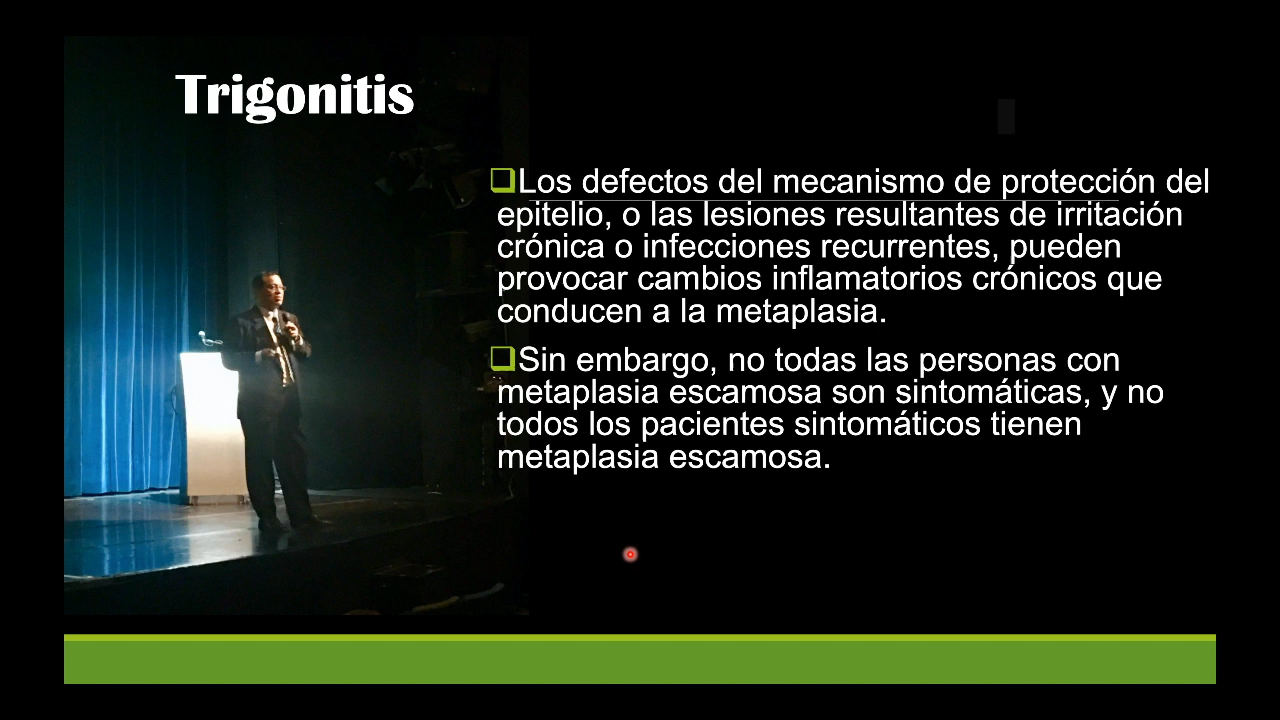 Trigonitis
Los defectos del mecanismo de protección del
epitelio, o las lesiones resultantes de irritación
crónica o infecciones recurrentes, pueden
provocar cambios inflamatorios crónicos que
conducen a la metaplasia.
Sin embargo, no todas las personas con
metaplasia escamosa son sintomáticas, y no
todos los pacientes sintomáticos tienen
metaplasia escamosa.